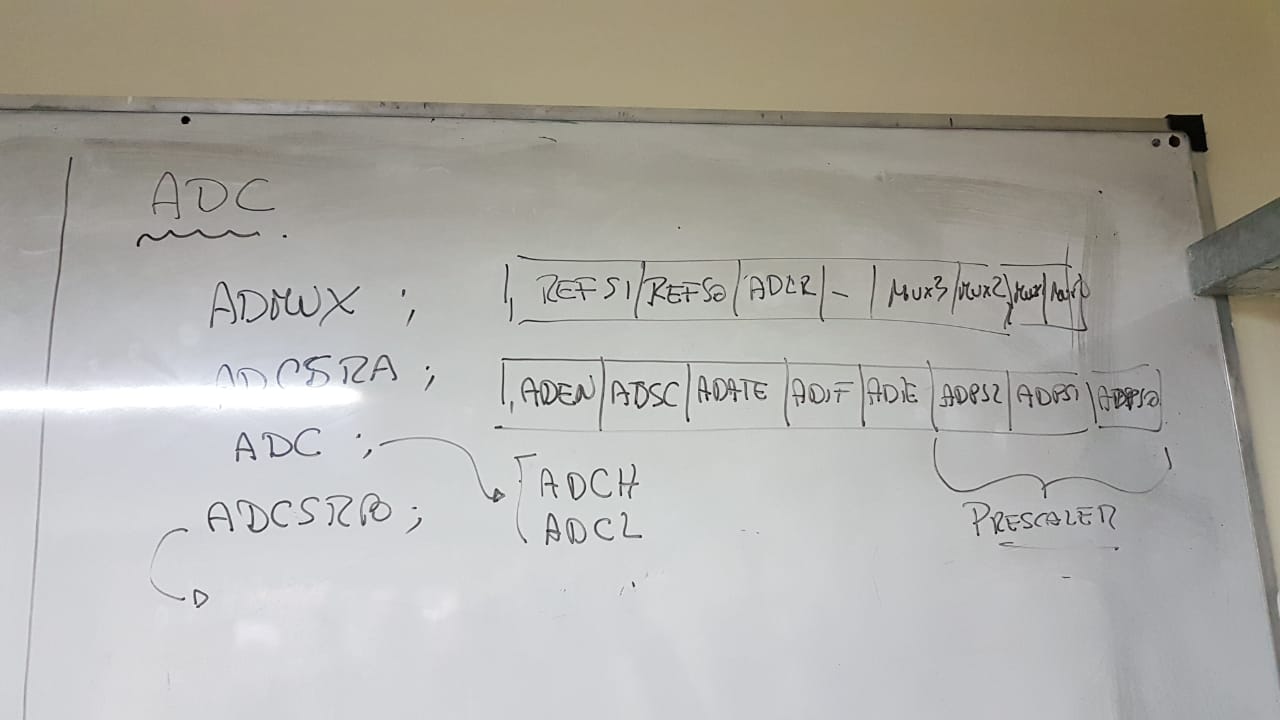 ADC
ADMUX ; REFS1 REFS0 ADLR - MUX3 MUX2 MUX1 MUX0
ADCSRA ; ADEN ADSC ADATE ADIF ADIE ADPS2 ADPS1 ADPS0
ADC ; ADCH
ADCL
PRESCALER
ADCSRB ;